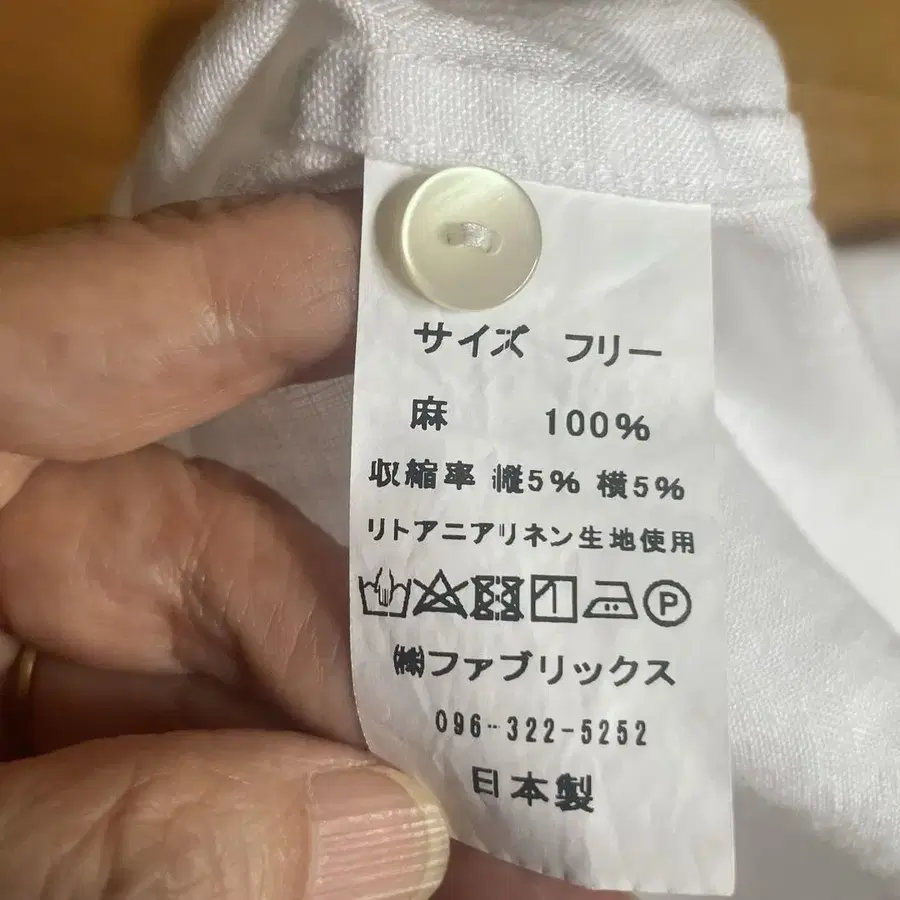 サイズ フリー
麻 100%
収縮率 縦5% 横5%
リトアニアリネン生地使用
P
㈱ファブリックス
096-322-5252
日本製